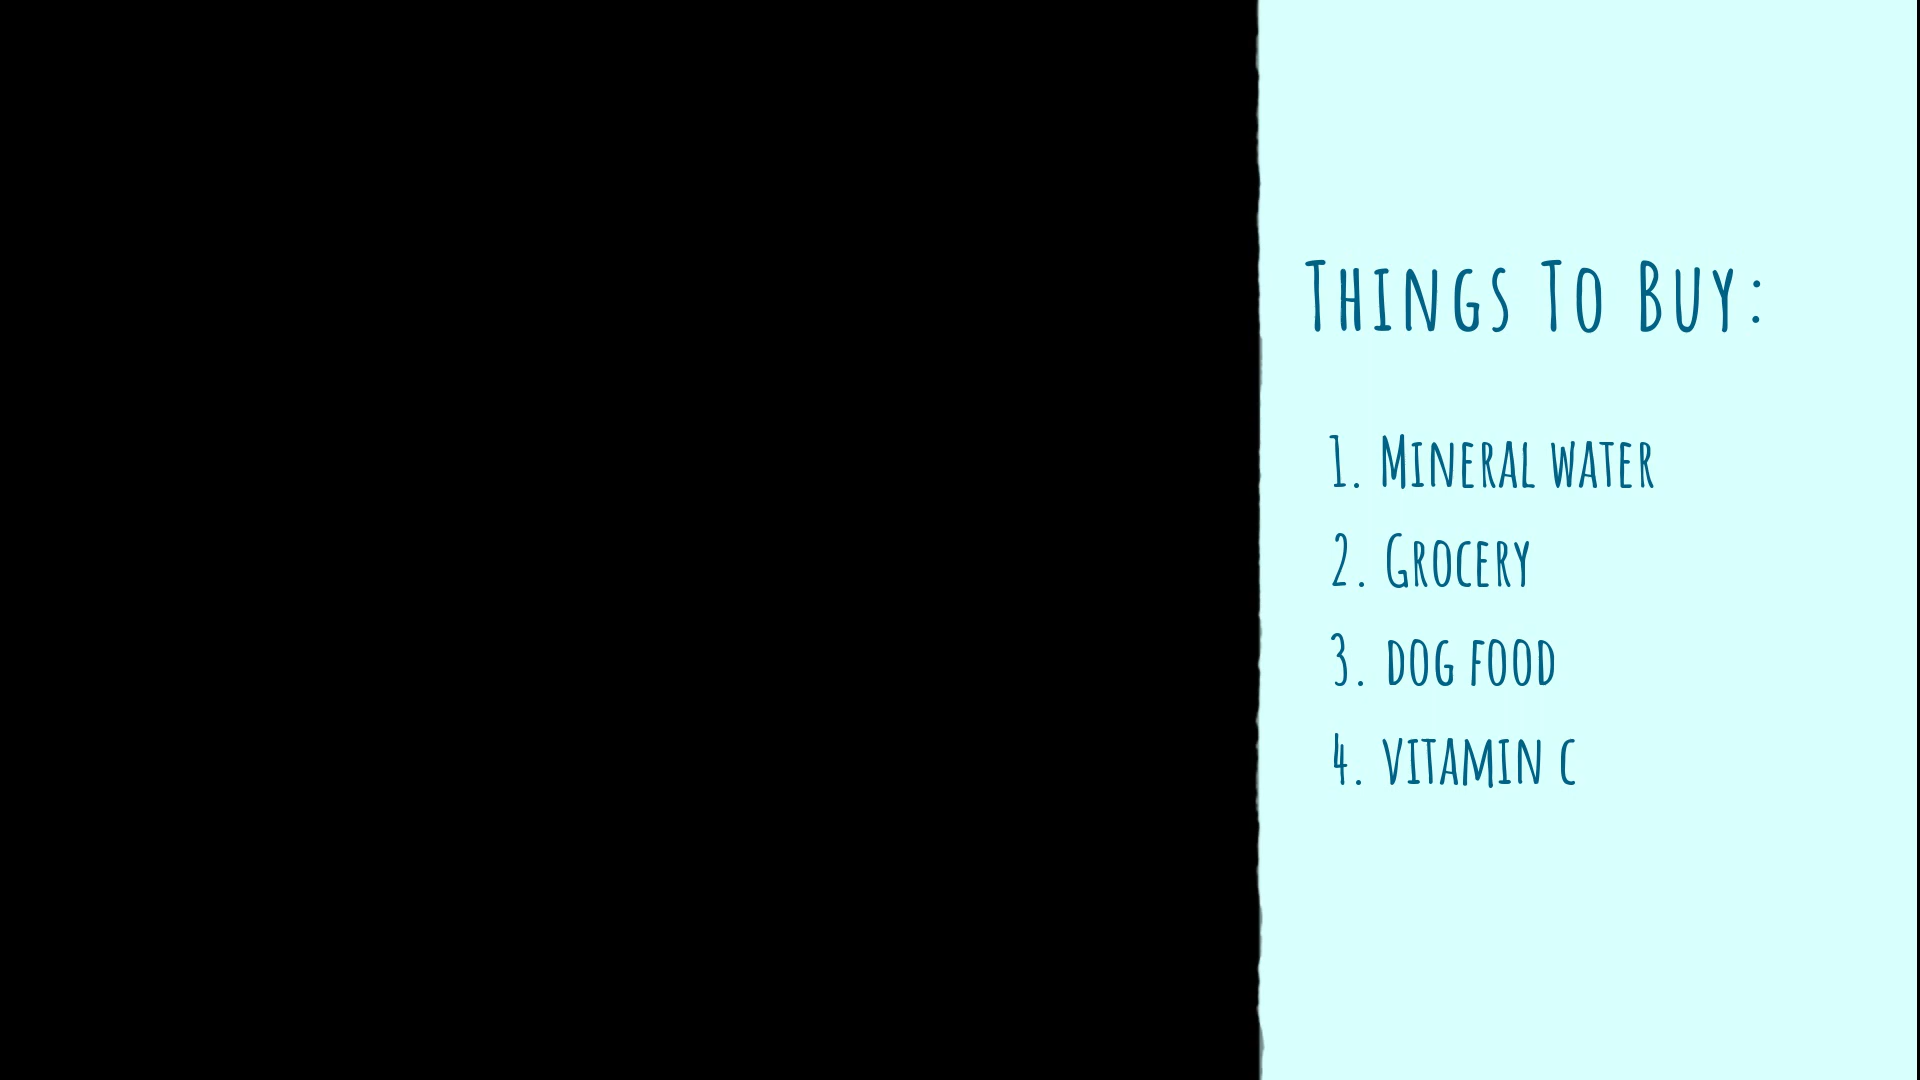 Things To Buy:
1. Mineral water
2. Grocery
3. dog food
4. vitamin c